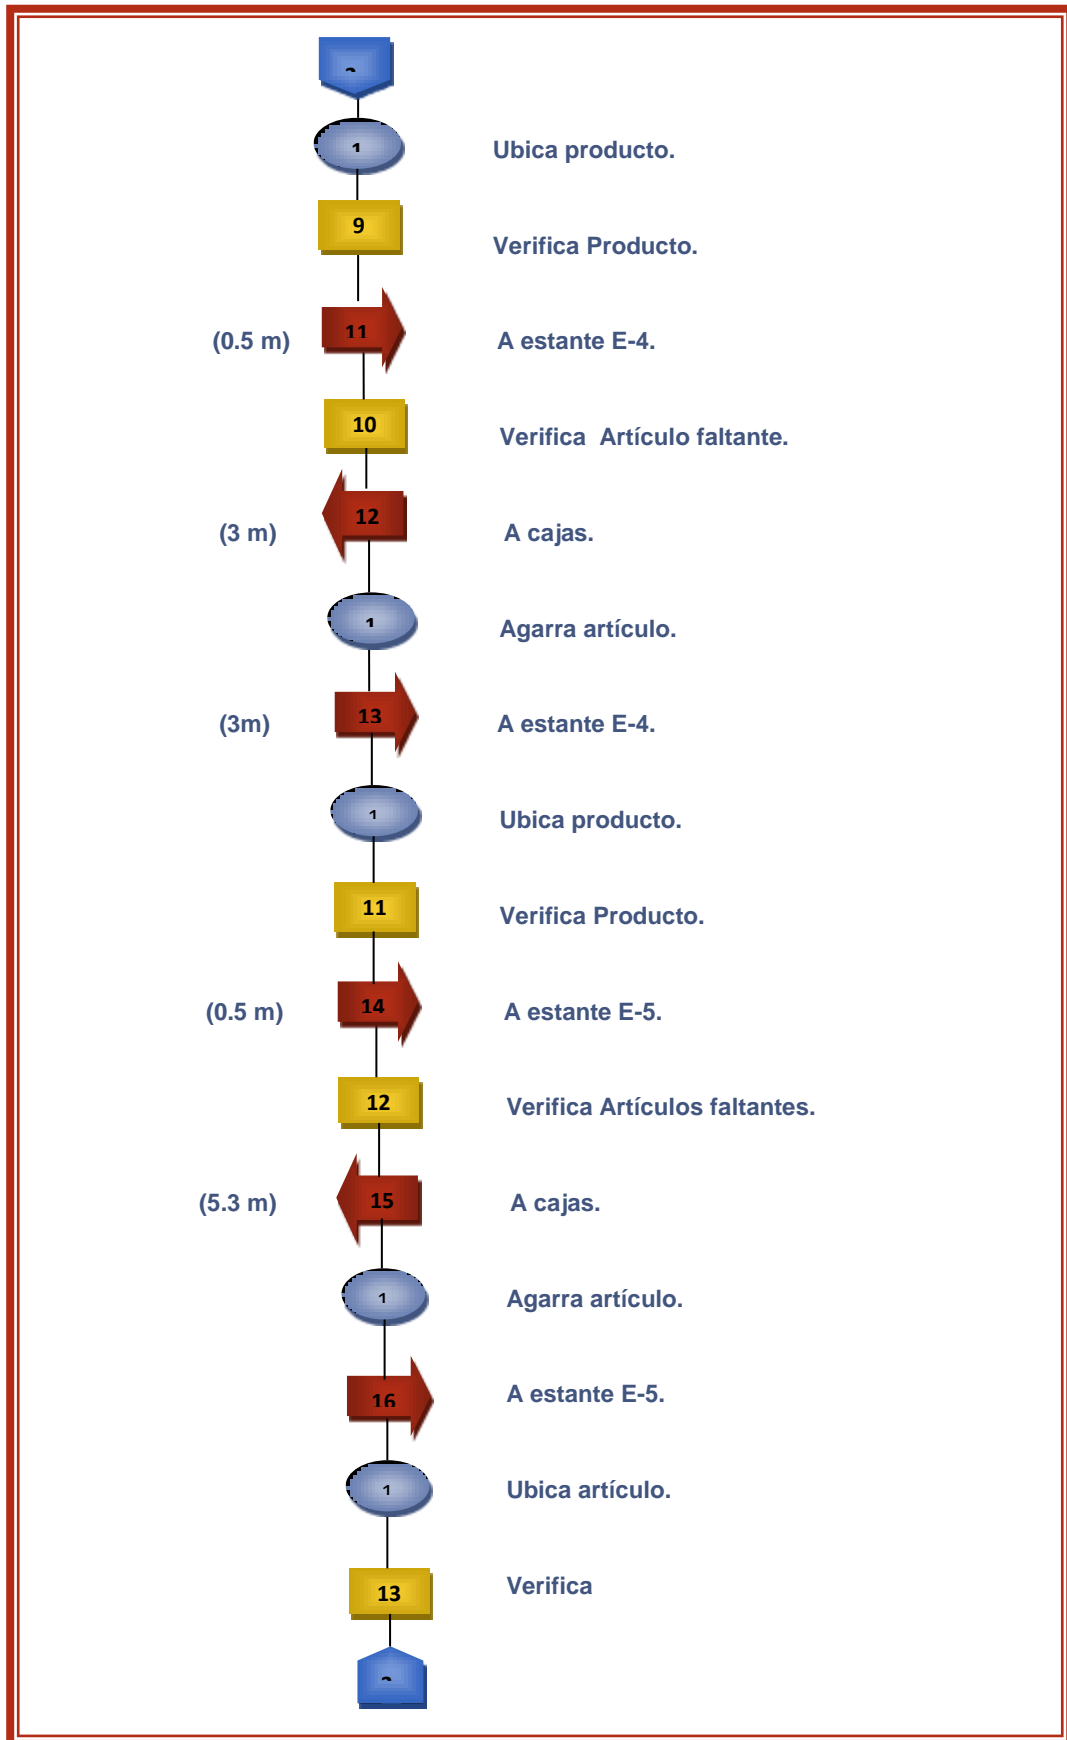 1 Ubica producto.
9 Verifica Producto.
(0.5 m) 11 A estante E-4.
10 Verifica Artículo faltante.
(3 m) 12 A cajas.
1 Agarra artículo.
(3m) 13 A estante E-4.
1 Ubica producto.
11 Verifica Producto.
(0.5 m) 14 A estante E-5.
12 Verifica Artículos faltantes.
(5.3 m) 15 A cajas.
1 Agarra artículo.
16 A estante E-5.
1 Ubica artículo.
13 Verifica